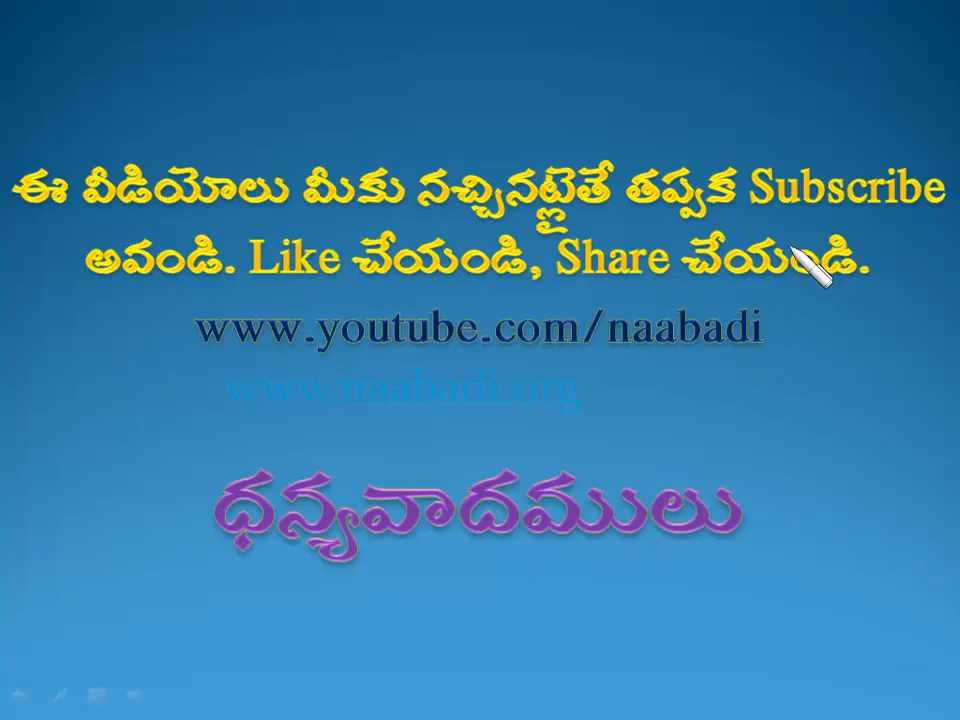 ఈ వీడియోలు మీకు నచ్చినట్లైతే తప్పక Subscribe
అవండి. Like చేయండి, Share చేయండి.
www.youtube.com/naabadi
www.naabadi.org
ధన్యవాదములు